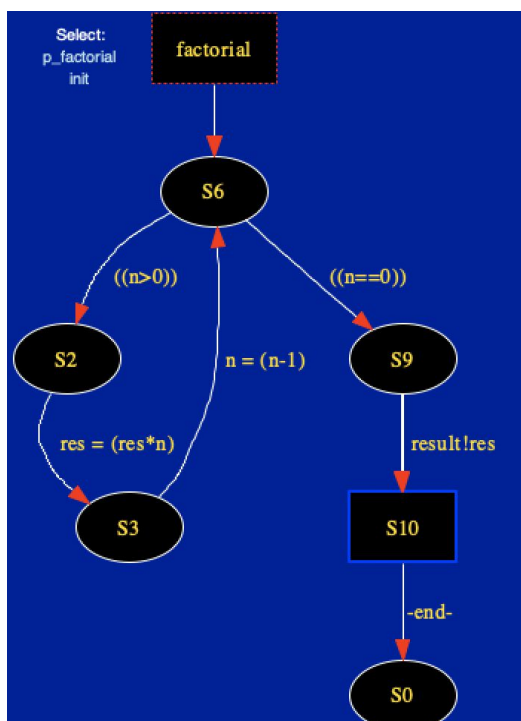 Select:
p_factorial
init
factorial
S6
((n>0))
((n==0))
S2
S9
n = (n-1)
res = (res*n)
result!res
S3
S10
-end-
S0